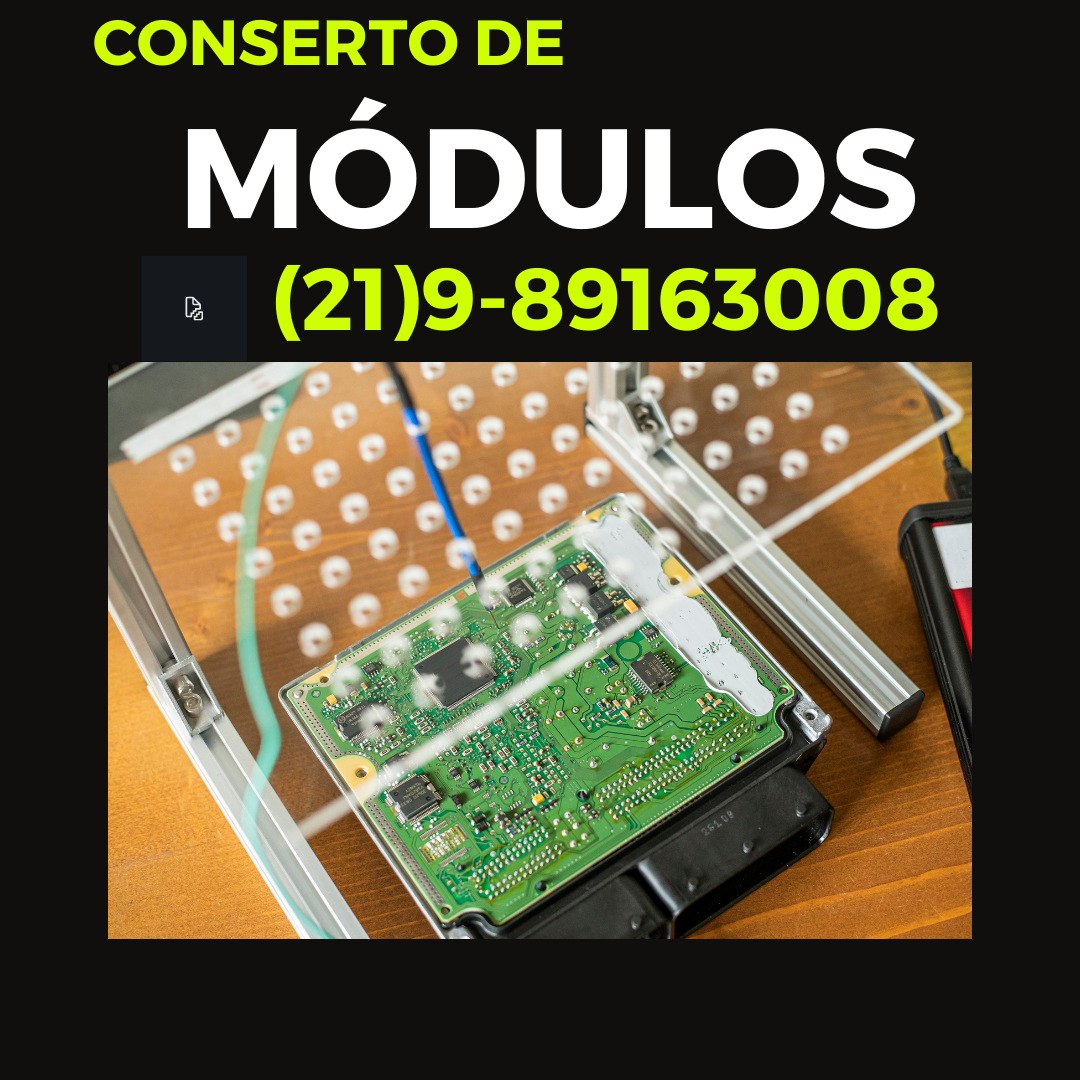 CONSERTO DE
MÓDULOS
(21)9-89163008